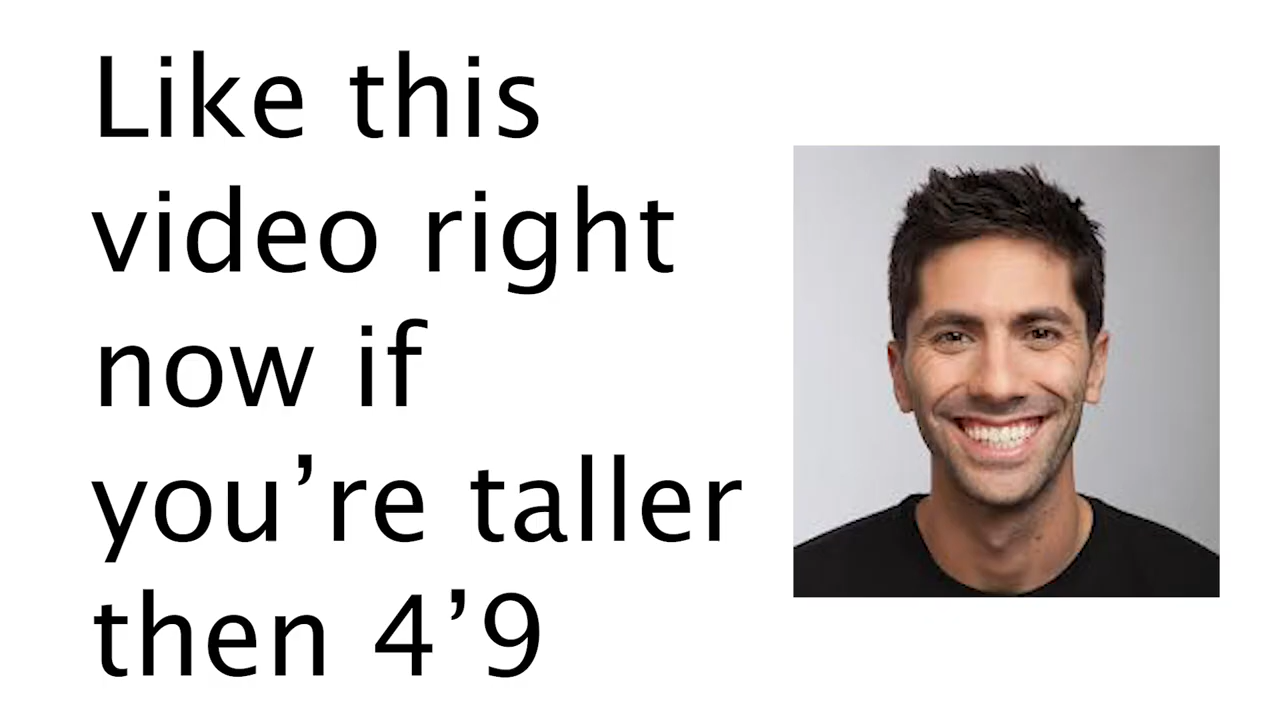 Like this
video right
now if
you’re taller
then 4’9